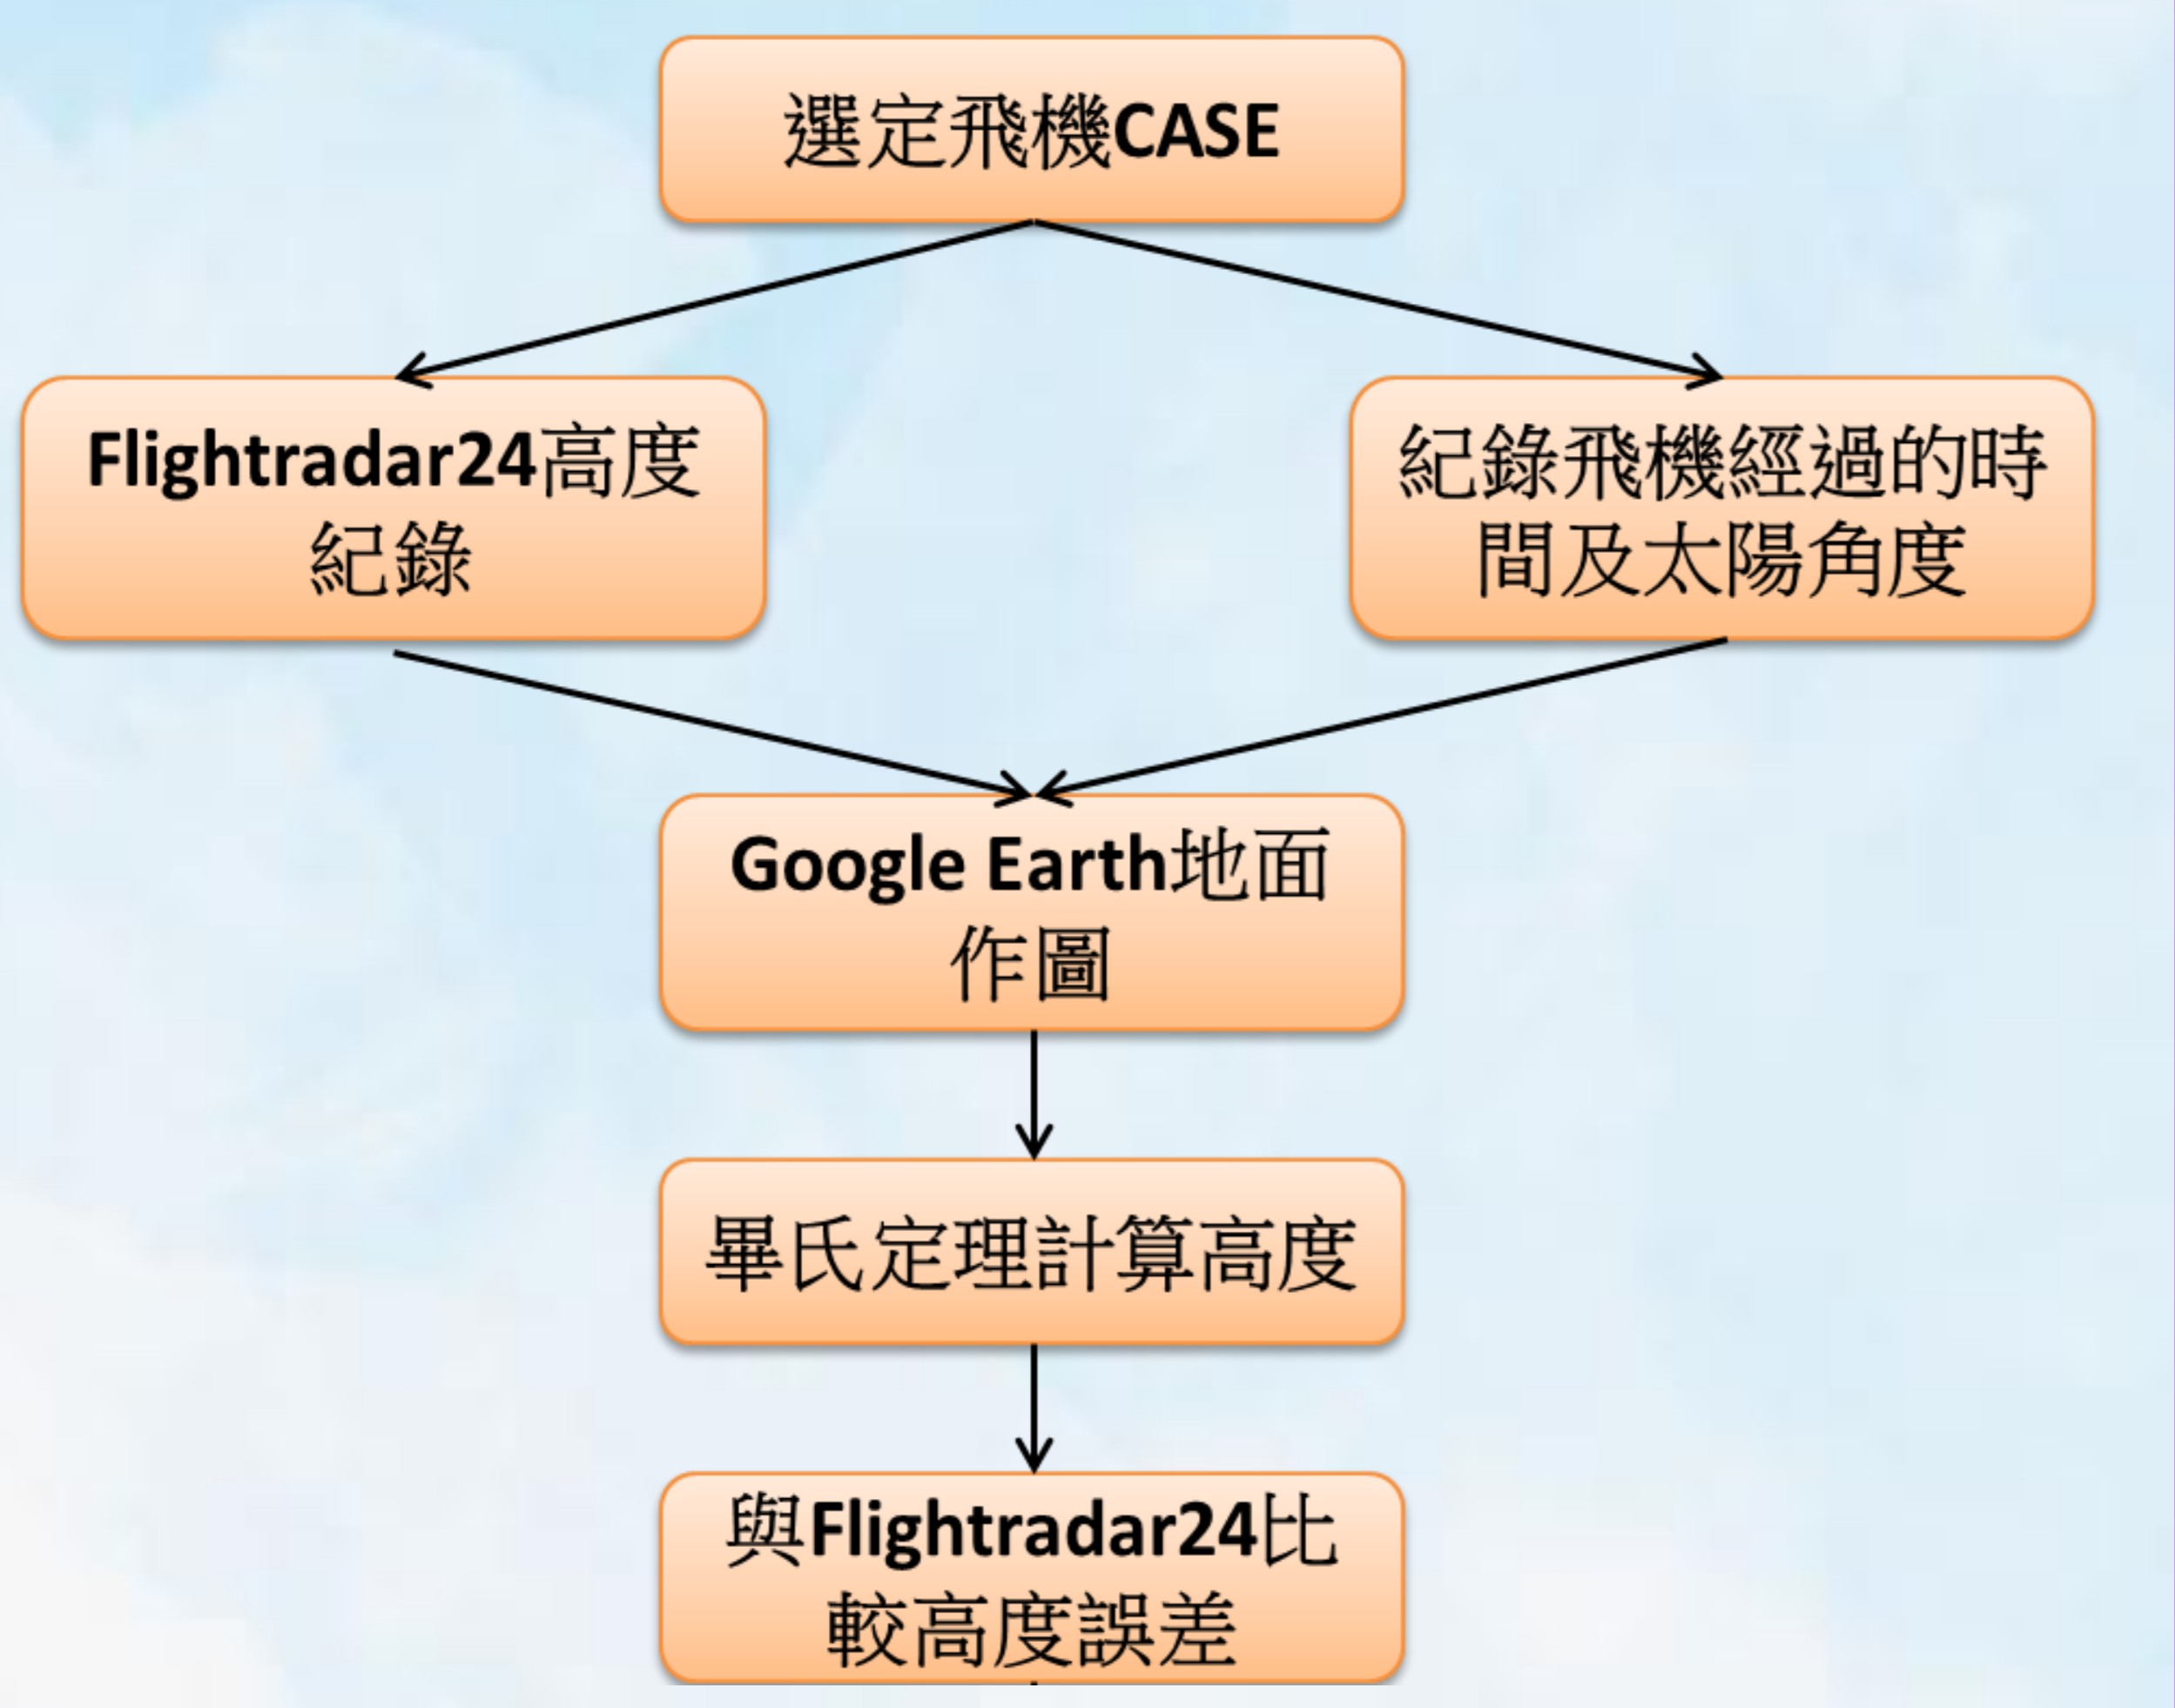 選定飛機CASE
Flightradar24高度
紀錄
紀錄飛機經過的時
間及太陽角度
Google Earth地面
作圖
畢氏定理計算高度
與Flightradar24比
較高度誤差